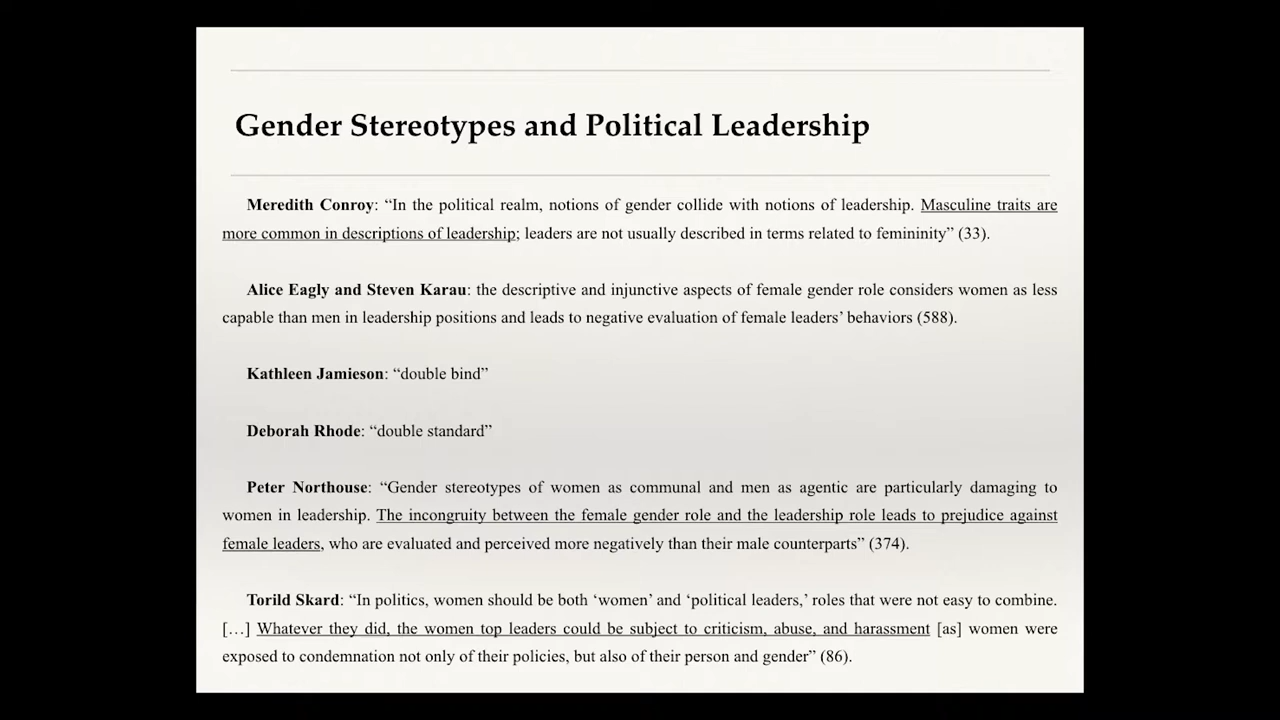 Gender Stereotypes and Political Leadership
Meredith Conroy: “In the political realm, notions of gender collide with notions of leadership. Masculine traits are
more common in descriptions of leadership; leaders are not usually described in terms related to femininity” (33).
Alice Eagly and Steven Karau: the descriptive and injunctive aspects of female gender role considers women as less
capable than men in leadership positions and leads to negative evaluation of female leaders’ behaviors (588).
Kathleen Jamieson: “double bind”
Deborah Rhode: “double standard”
Peter Northouse: “Gender stereotypes of women as communal and men as agentic are particularly damaging to
women in leadership. The incongruity between the female gender role and the leadership role leads to prejudice against
female leaders, who are evaluated and perceived more negatively than their male counterparts” (374).
Torild Skard: “In politics, women should be both ‘women’ and ‘political leaders,’ roles that were not easy to combine.
[…] Whatever they did, the women top leaders could be subject to criticism, abuse, and harassment [as] women were
exposed to condemnation not only of their policies, but also of their person and gender” (86).